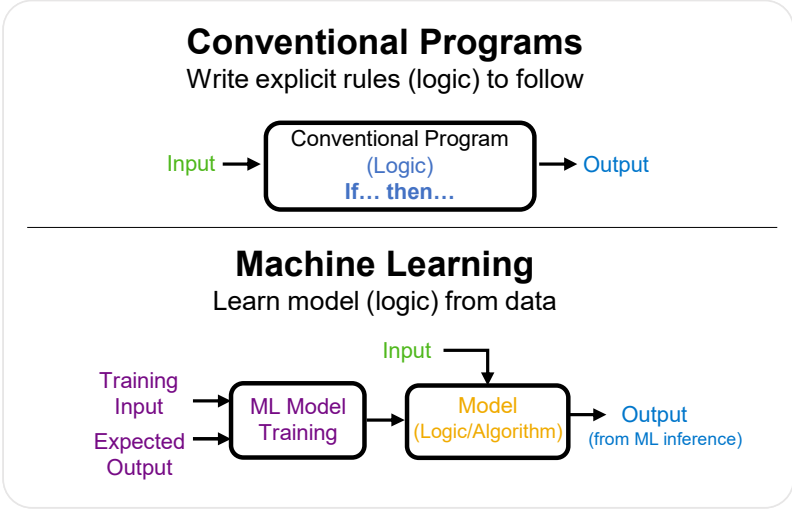 Conventional Programs
Write explicit rules (logic) to follow
Input
Conventional Program
(Logic)
If… then…
Output
Machine Learning
Learn model (logic) from data
Input
Training
Input
Expected
Output
ML Model
Training
Model
(Logic/Algorithm)
Output
(from ML inference)